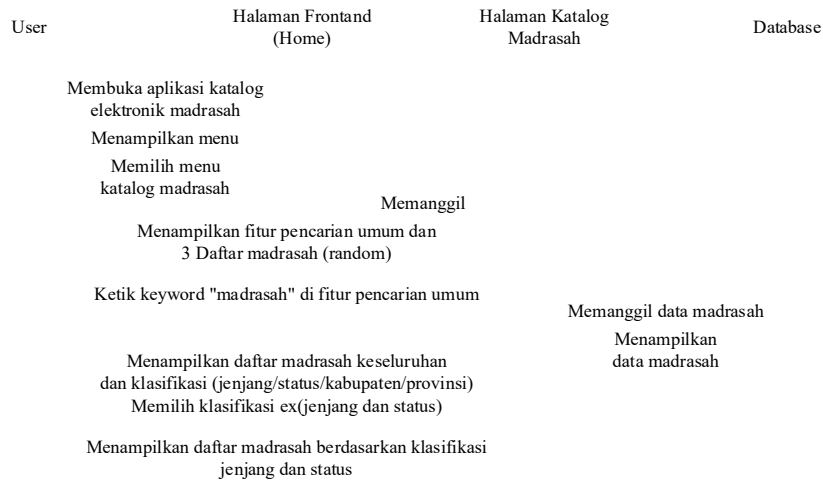 User
Halaman Frontand
(Home)
Halaman Katalog
Madrasah
Database
Membuka aplikasi katalog
elektronik madrasah
Menampilkan menu
Memilih menu
katalog madrasah
Memanggil
Menampilkan fitur pencarian umum dan
3 Daftar madrasah (random)
Ketik keyword "madrasah" di fitur pencarian umum
Memanggil data madrasah
Menampilkan
data madrasah
Menampilkan daftar madrasah keseluruhan
dan klasifikasi (jenjang/status/kabupaten/provinsi)
Memilih klasifikasi ex(jenjang dan status)
Menampilkan daftar madrasah berdasarkan klasifikasi
jenjang dan status